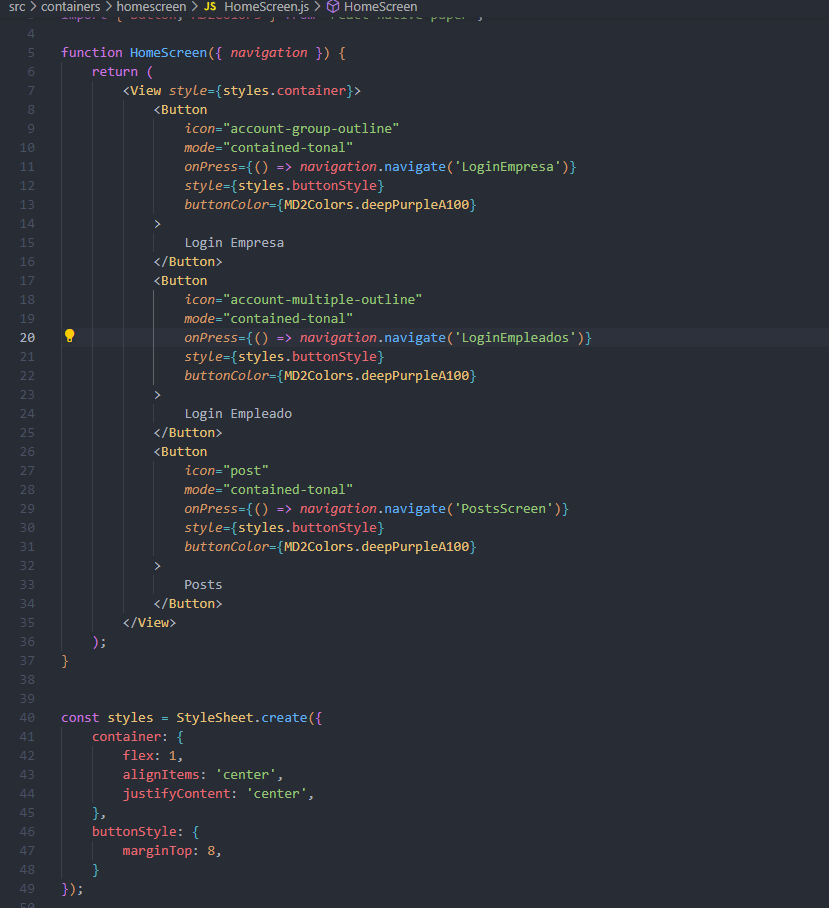 src > containers > homescreen > JS HomeScreen.js > HomeScreen
import { Button, MD2Colors } from 'react-native-paper';
4
5 function HomeScreen({ navigation }) {
6 return (
7 <View style={styles.container}>
8 <Button
9 icon="account-group-outline"
10 mode="contained-tonal"
11 onPress={() => navigation.navigate('LoginEmpresa')}
12 style={styles.buttonStyle}
13 buttonColor={MD2Colors.deepPurpleA100}
14 >
15 Login Empresa
16 </Button>
17 <Button
18 icon="account-multiple-outline"
19 mode="contained-tonal"
20 onPress={() => navigation.navigate('LoginEmpleados')}
21 style={styles.buttonStyle}
22 buttonColor={MD2Colors.deepPurpleA100}
23 >
24 Login Empleado
25 </Button>
26 <Button
27 icon="post"
28 mode="contained-tonal"
29 onPress={() => navigation.navigate('PostsScreen')}
30 style={styles.buttonStyle}
31 buttonColor={MD2Colors.deepPurpleA100}
32 >
33 Posts
34 </Button>
35 </View>
36 );
37 }
38
39
40 const styles = StyleSheet.create({
41 container: {
42 flex: 1,
43 alignItems: 'center',
44 justifyContent: 'center',
45 },
46 buttonStyle: {
47 marginTop: 8,
48 }
49 });
50